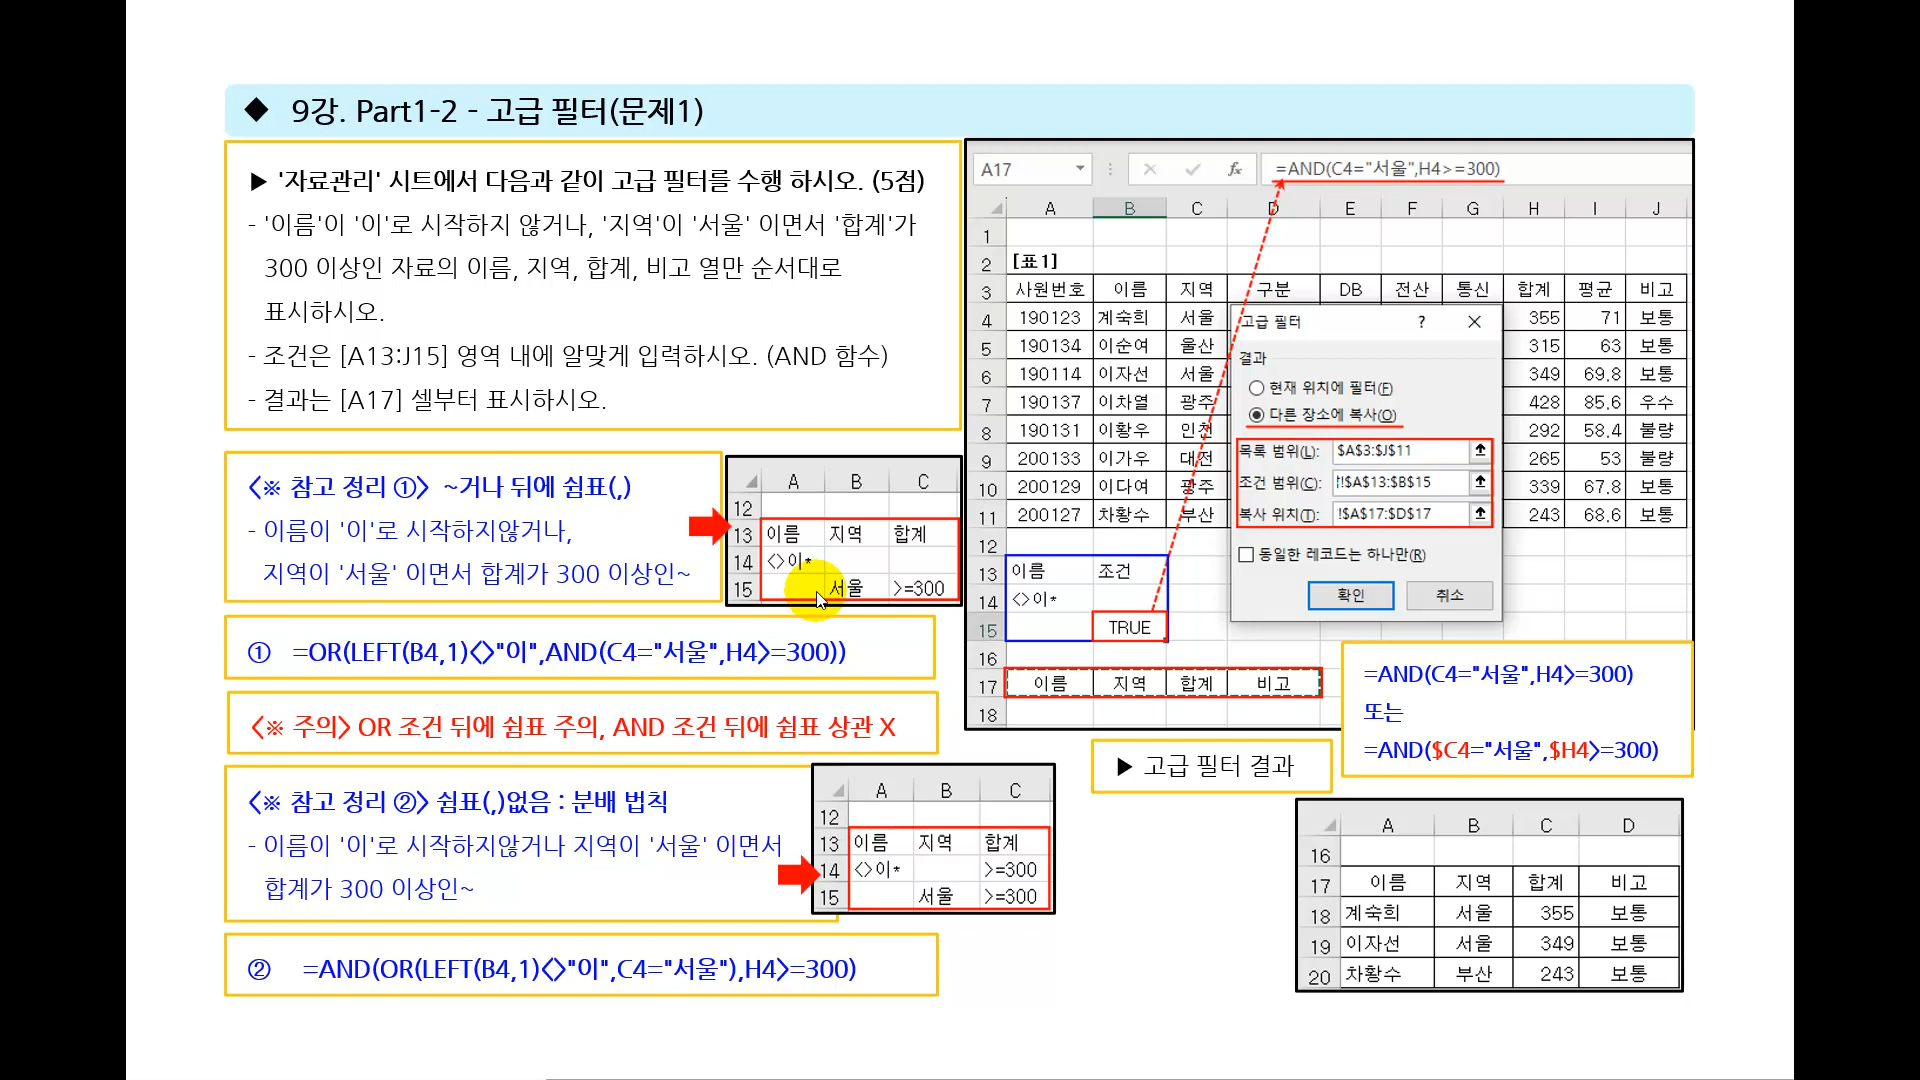 ◆ 9강. Part1-2 - 고급 필터(문제1)
▶ '자료관리' 시트에서 다음과 같이 고급 필터를 수행 하시오. (5점)
- '이름'이 '이'로 시작하지 않거나, '지역'이 '서울' 이면서 '합계'가
300 이상인 자료의 이름, 지역, 합계, 비고 열만 순서대로
표시하시오.
- 조건은 [A13:J15] 영역 내에 알맞게 입력하시오. (AND 함수)
- 결과는 [A17] 셀부터 표시하시오.
<※ 참고 정리 ①> ~거나 뒤에 쉼표(,)
- 이름이 '이'로 시작하지않거나,
지역이 '서울' 이면서 합계가 300 이상인~
A B C
12
13 이름 지역 합계
14 <>이*
15 서울 >=300
① =OR(LEFT(B4,1)<>"이",AND(C4="서울",H4>=300))
<※ 주의> OR 조건 뒤에 쉼표 주의, AND 조건 뒤에 쉼표 상관 X
<※ 참고 정리 ②> 쉼표(,)없음 : 분배 법칙
- 이름이 '이'로 시작하지않거나 지역이 '서울' 이면서
합계가 300 이상인~
A B C
12
13 이름 지역 합계
14 <>이* >=300
15 서울 >=300
② =AND(OR(LEFT(B4,1)<>"이",C4="서울"),H4>=300)
A17 fx =AND(C4="서울",H4>=300)
A B C D E F G H I J
1
2 [표1]
3 사원번호 이름 지역 구분 DB 전산 통신 합계 평균 비고
4 190123 계숙희 서울 355 71 보통
5 190134 이순여 울산 315 63 보통
6 190114 이자선 서울 349 69.8 보통
7 190137 이차열 광주 428 85.6 우수
8 190131 이황우 인천 292 58.4 불량
9 200133 이가우 대전 265 53 불량
10 200129 이다여 광주 339 67.8 보통
11 200127 차황수 부산 243 68.6 보통
12
13 이름 조건
14 <>이*
15 TRUE
16
17 이름 지역 합계 비고
18
고급 필터 ?
결과
현재 위치에 필터(F)
다른 장소에 복사(O)
목록 범위(L): $A$3:$J$11
조건 범위(C): !$A$13:$B$15
복사 위치(T): !$A$17:$D$17
동일한 레코드는 하나만(R)
확인 취소
=AND(C4="서울",H4>=300)
또는
=AND($C4="서울",$H4>=300)
▶ 고급 필터 결과
A B C D
16
17 이름 지역 합계 비고
18 계숙희 서울 355 보통
19 이자선 서울 349 보통
20 차황수 부산 243 보통